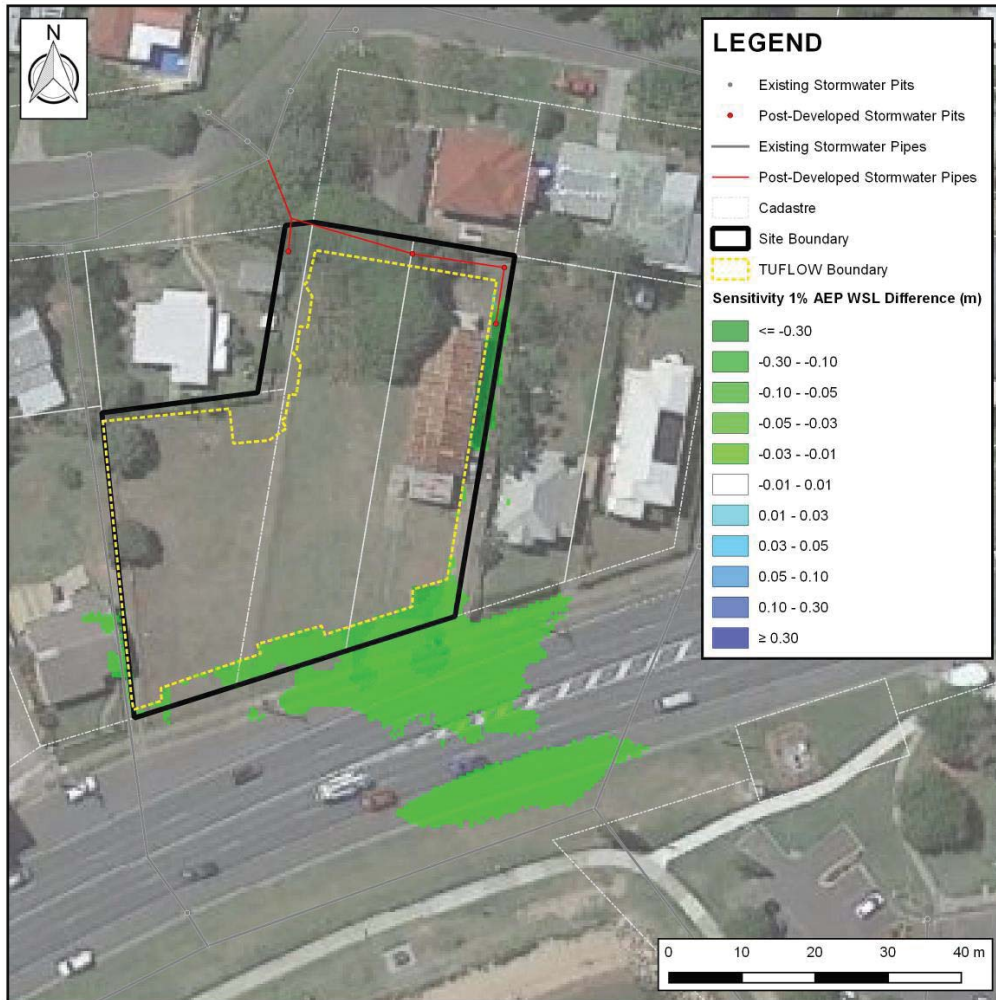 N
LEGEND
Existing Stormwater Pits
Post-Developed Stormwater Pits
Existing Stormwater Pipes
Post-Developed Stormwater Pipes
Cadastre
Site Boundary
TUFLOW Boundary
Sensitivity 1% AEP WSL Difference (m)
<= -0.30
-0.30 - -0.10
-0.10 - -0.05
-0.05 - -0.03
-0.03 - -0.01
-0.01 - 0.01
0.01 - 0.03
0.03 - 0.05
0.05 - 0.10
0.10 - 0.30
≥ 0.30
0 10 20 30 40 m